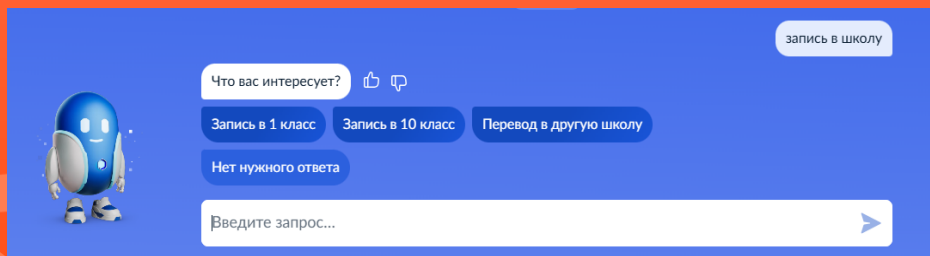 запись в школу
Что вас интересует?
Запись в 1 класс Запись в 10 класс Перевод в другую школу
Нет нужного ответа
Введите запрос...